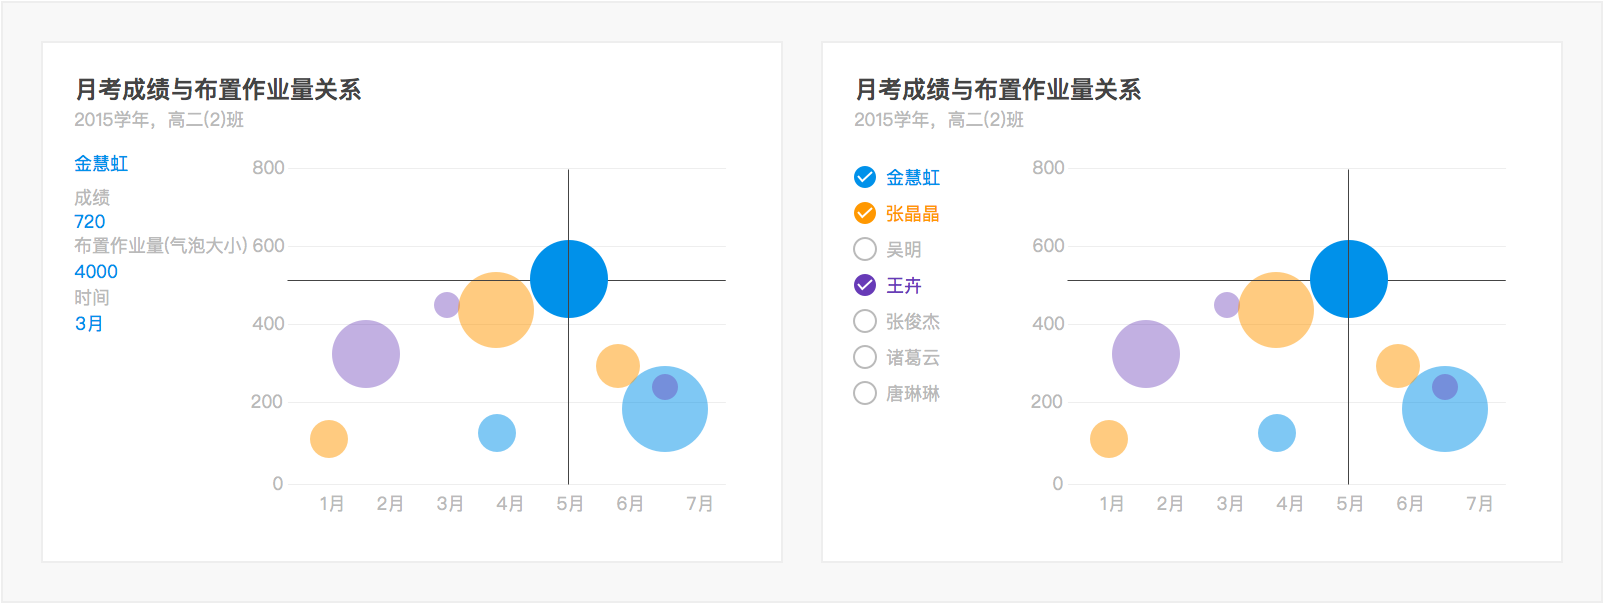 月考成绩与布置作业量关系
2015学年，高二(2)班
金慧虹
成绩
720
布置作业量(气泡大小)
4000
时间
3月
800
600
400
200
0
1月 2月 3月 4月 5月 6月 7月
月考成绩与布置作业量关系
2015学年，高二(2)班
金慧虹
张晶晶
吴明
王卉
张俊杰
诸葛云
唐琳琳
800
600
400
200
0
1月 2月 3月 4月 5月 6月 7月